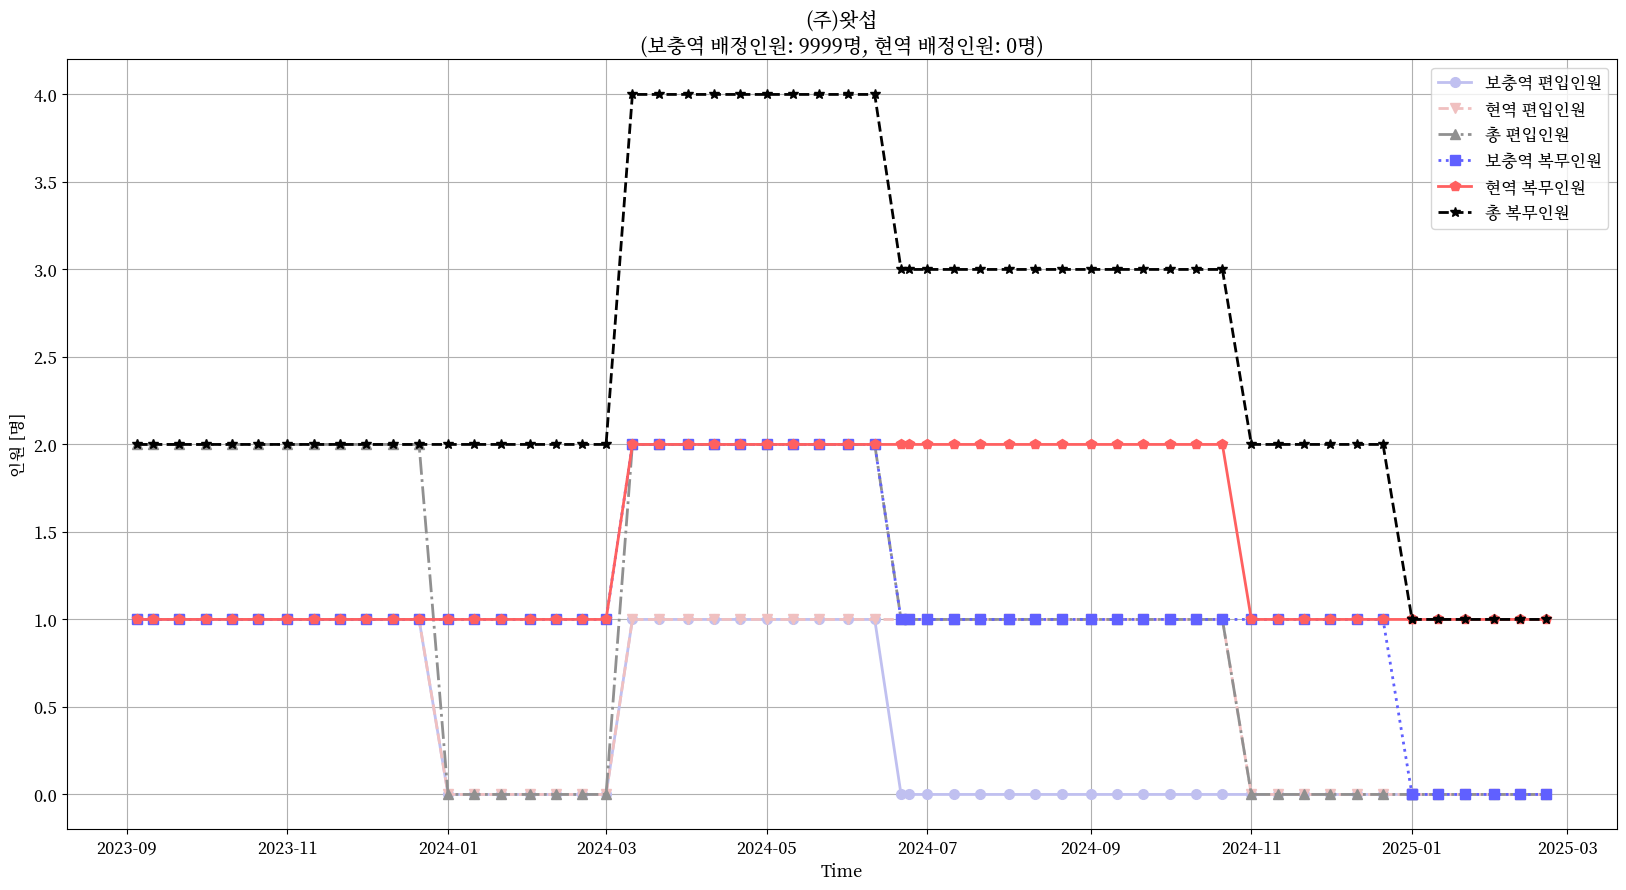 (주)왓섭
(보충역 배정인원: 9999명, 현역 배정인원: 0명)
보충역 편입인원
현역 편입인원
총 편입인원
보충역 복무인원
현역 복무인원
총 복무인원
인원 [명]
4.0
3.5
3.0
2.5
2.0
1.5
1.0
0.5
0.0
2023-09
2023-11
2024-01
2024-03
2024-05
2024-07
2024-09
2024-11
2025-01
2025-03
Time